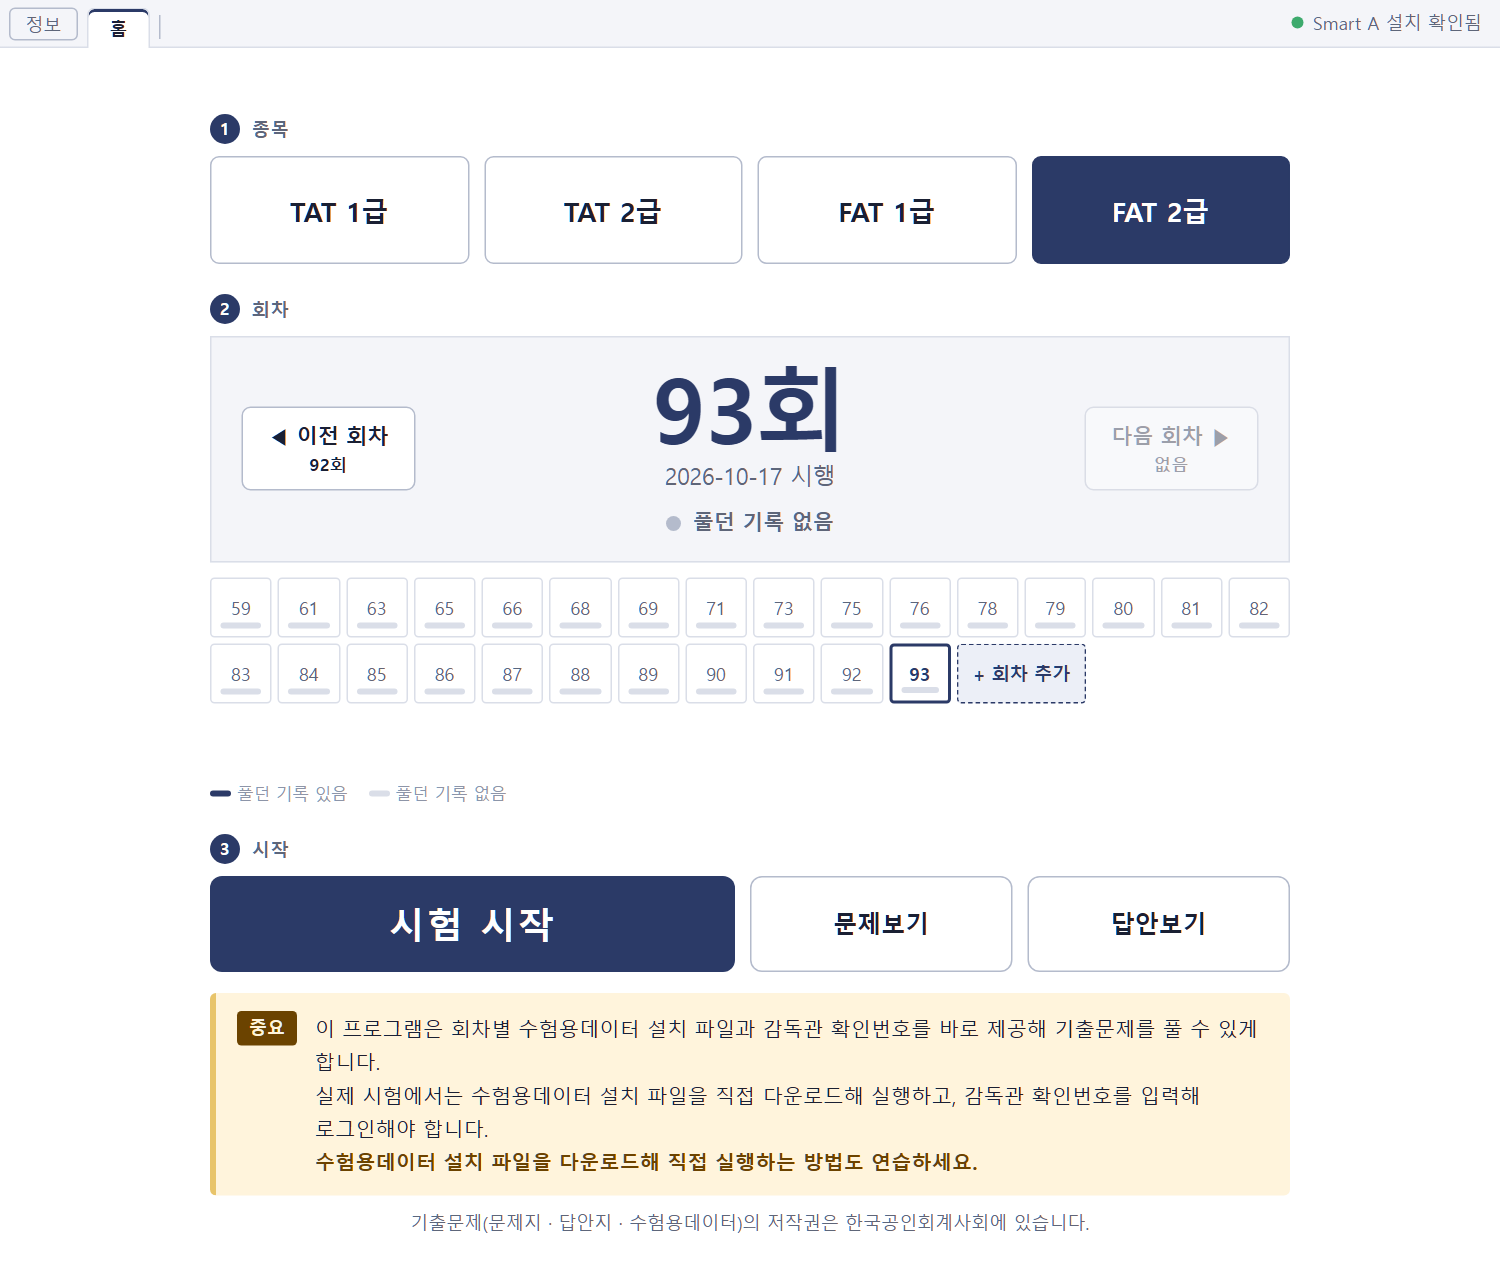 정보
홈
Smart A 설치 확인됨
1 종목
TAT 1급
TAT 2급
FAT 1급
FAT 2급
2 회차
◀ 이전 회차
92회
93회
2026-10-17 시행
풀던 기록 없음
다음 회차 ▶
없음
59 61 63 65 66 68 69 71 73 75 76 78 79 80 81 82
83 84 85 86 87 88 89 90 91 92 93 + 회차 추가
풀던 기록 있음 풀던 기록 없음
3 시작
시험 시작
문제보기
답안보기
중요
이 프로그램은 회차별 수험용데이터 설치 파일과 감독관 확인번호를 바로 제공해 기출문제를 풀 수 있게
합니다.
실제 시험에서는 수험용데이터 설치 파일을 직접 다운로드해 실행하고, 감독관 확인번호를 입력해
로그인해야 합니다.
수험용데이터 설치 파일을 다운로드해 직접 실행하는 방법도 연습하세요.
기출문제(문제지 · 답안지 · 수험용데이터)의 저작권은 한국공인회계사회에 있습니다.